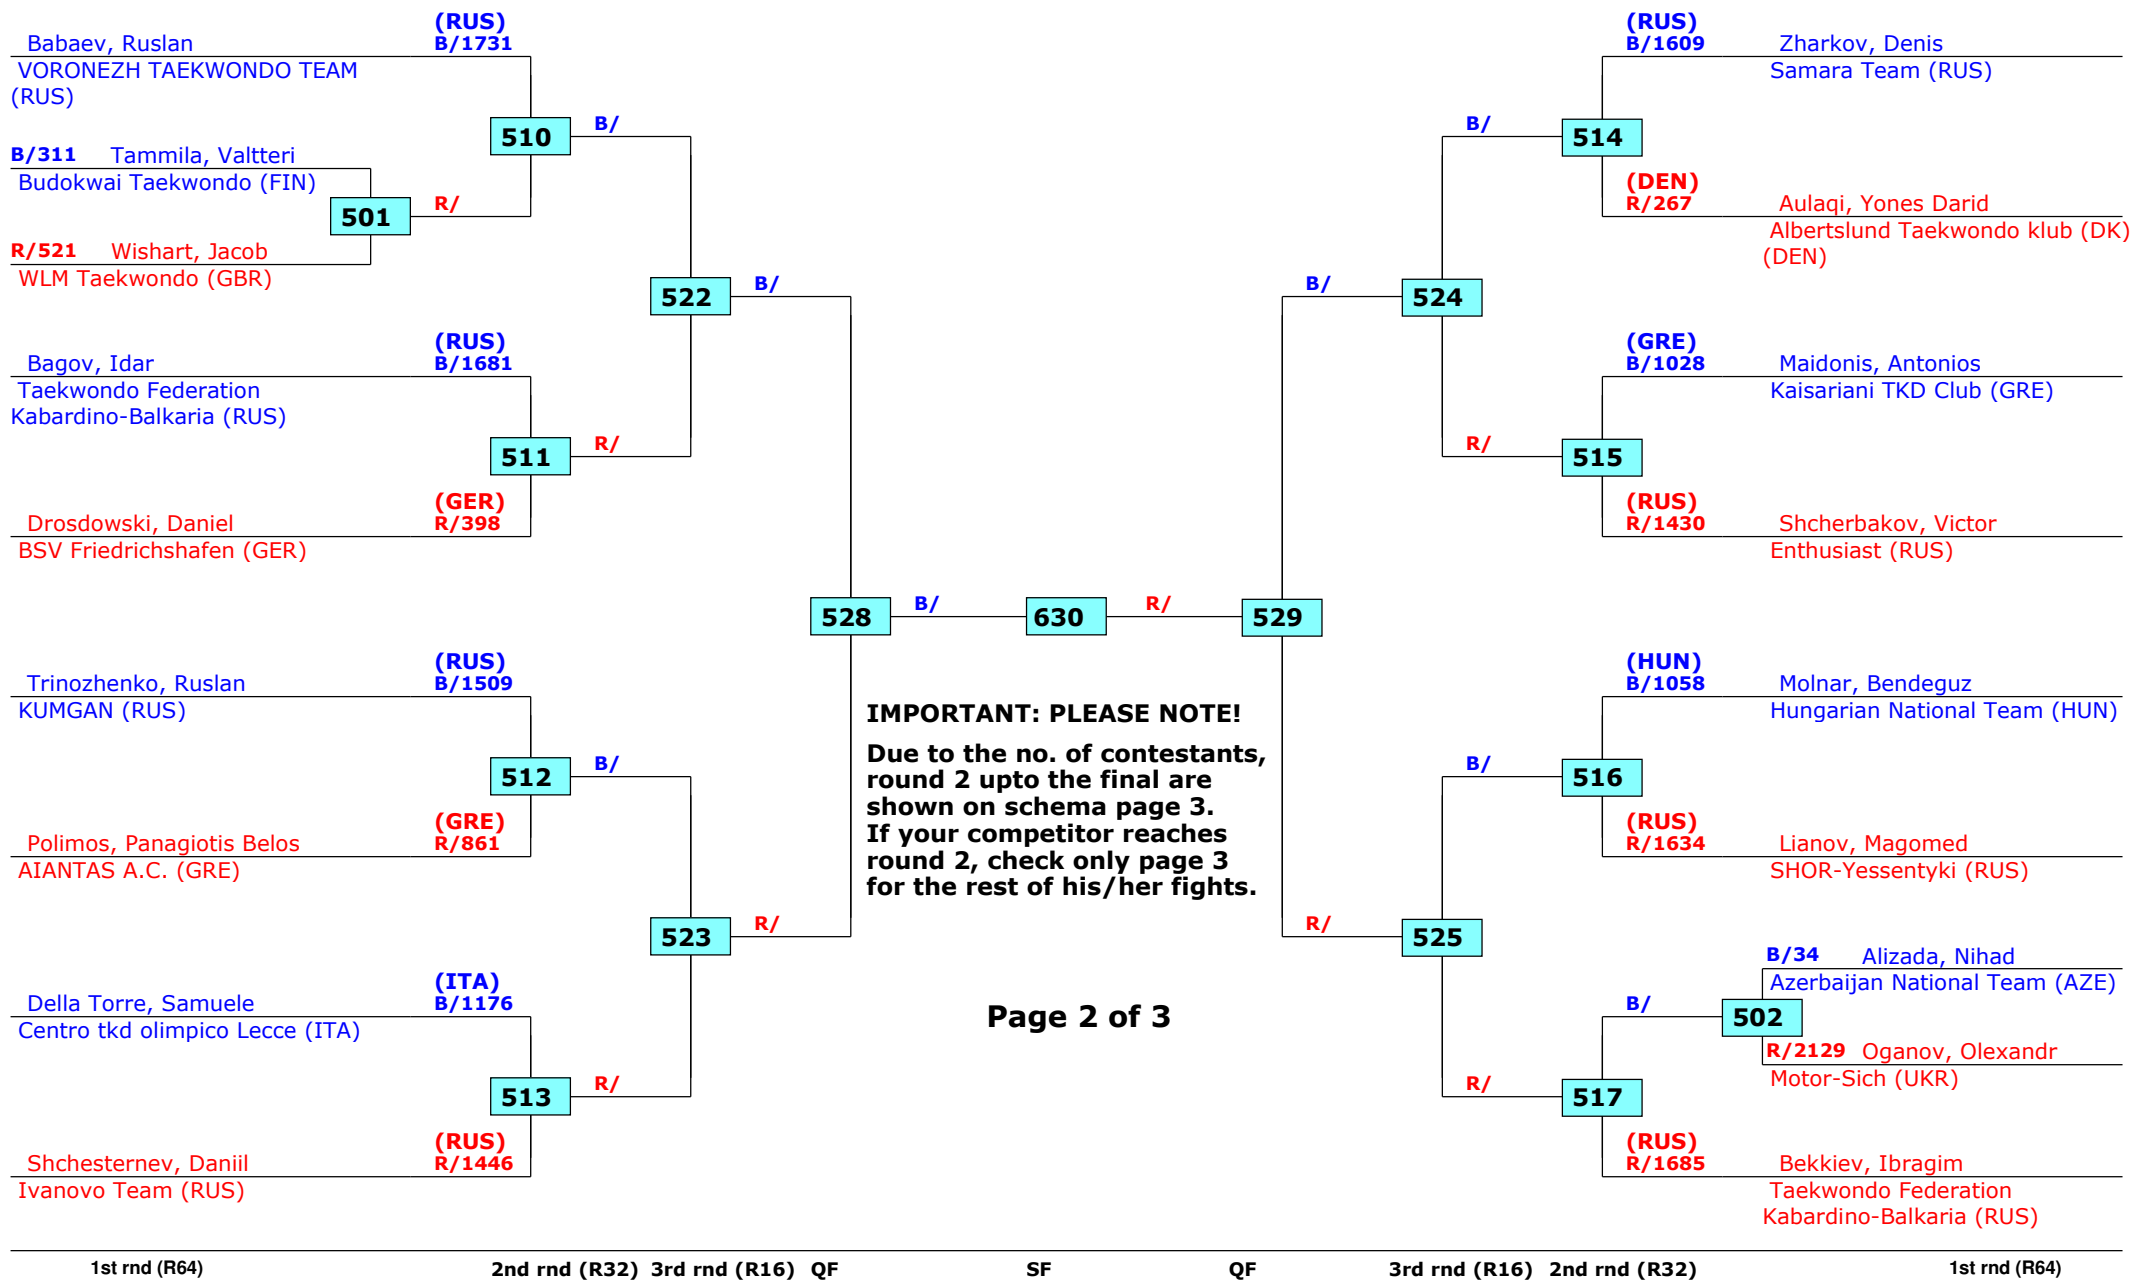 (RUS)
Babaev, Ruslan B/1731
VORONEZH TAEKWONDO TEAM
(RUS)
510
B/
B/311 Tammila, Valtteri
Budokwai Taekwondo (FIN)
501
R/
R/521 Wishart, Jacob
WLM Taekwondo (GBR)
522
B/
(RUS)
Bagov, Idar B/1681
Taekwondo Federation
Kabardino-Balkaria (RUS)
511
R/
(GER)
Drosdowski, Daniel R/398
BSV Friedrichshafen (GER)
528
B/
630
R/
529
(RUS)
Trinozhenko, Ruslan B/1509
KUMGAN (RUS)
512
B/
(GRE)
Polimos, Panagiotis Belos R/861
AIANTAS A.C. (GRE)
523
R/
(ITA)
Della Torre, Samuele B/1176
Centro tkd olimpico Lecce (ITA)
513
R/
(RUS)
Shchesternev, Daniil R/1446
Ivanovo Team (RUS)
IMPORTANT: PLEASE NOTE!
Due to the no. of contestants,
round 2 upto the final are
shown on schema page 3.
If your competitor reaches
round 2, check only page 3
for the rest of his/her fights.
Page 2 of 3
(RUS)
B/1609 Zharkov, Denis
Samara Team (RUS)
B/
514
(DEN)
R/267 Aulaqi, Yones Darid
Albertslund Taekwondo klub (DK)
(DEN)
B/
524
(GRE)
B/1028 Maidonis, Antonios
Kaisariani TKD Club (GRE)
R/
515
(RUS)
R/1430 Shcherbakov, Victor
Enthusiast (RUS)
(HUN)
B/1058 Molnar, Bendeguz
Hungarian National Team (HUN)
B/
516
(RUS)
R/1634 Lianov, Magomed
SHOR-Yessentyki (RUS)
R/
525
B/34 Alizada, Nihad
Azerbaijan National Team (AZE)
B/
502
R/2129 Oganov, Olexandr
Motor-Sich (UKR)
R/
517
(RUS)
R/1685 Bekkiev, Ibragim
Taekwondo Federation
Kabardino-Balkaria (RUS)
1st rnd (R64) 2nd rnd (R32) 3rd rnd (R16) QF SF QF 3rd rnd (R16) 2nd rnd (R32) 1st rnd (R64)